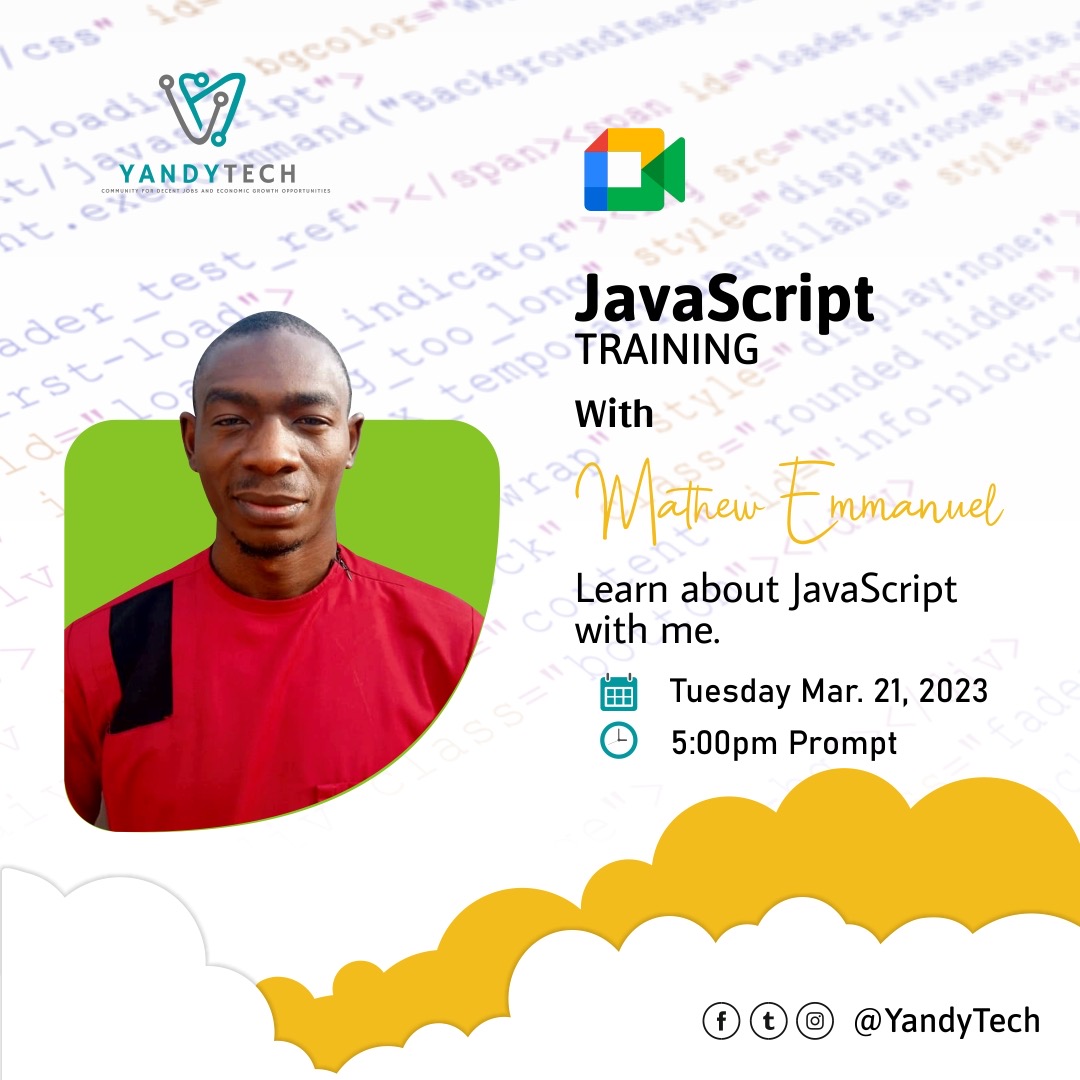 YANDYTECH
COMMUNITY FOR DECENT JOBS AND ECONOMIC GROWTH OPPORTUNITIES
JavaScript
TRAINING
With
Mathew Emmanuel
Learn about JavaScript
with me.
Tuesday Mar. 21, 2023
5:00pm Prompt
@YandyTech